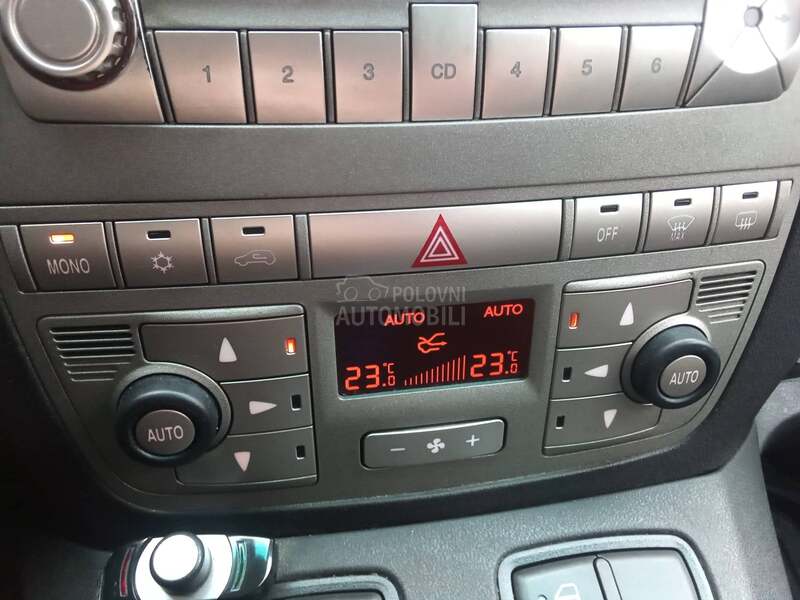 1 2 3 CD 4 5 6
MONO OFF MAX
POLOVNI
AUTOMOBILI
AUTO AUTO
23.0 °C 23.0 °C
AUTO AUTO
− +